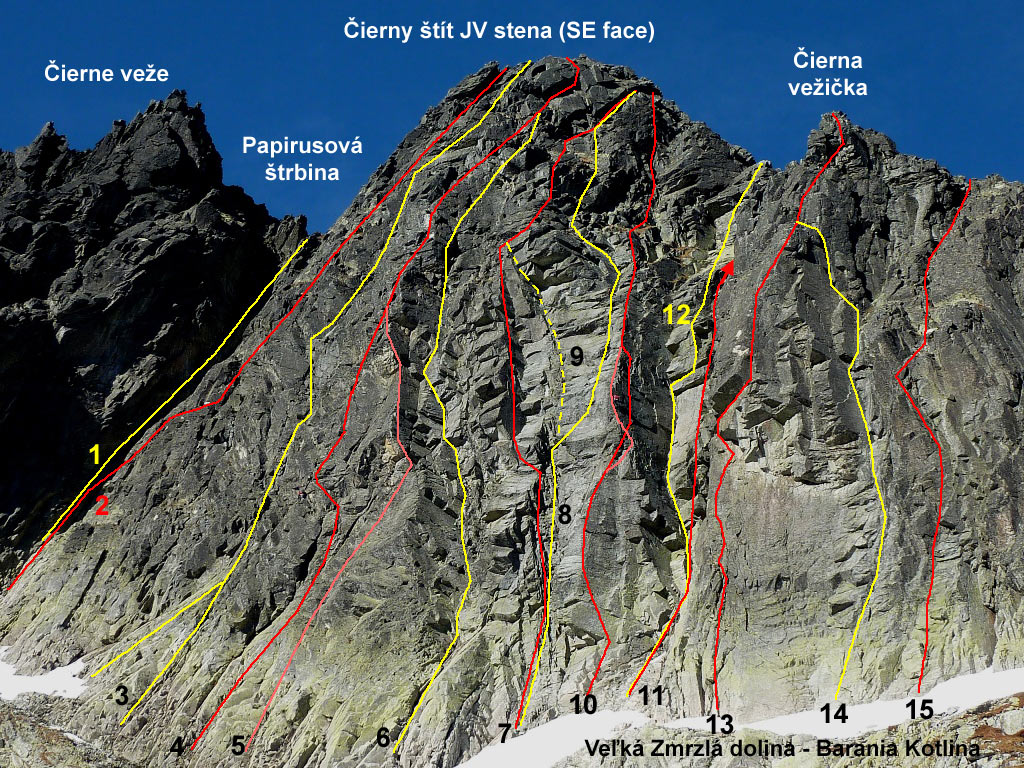 Čierny štít JV stena (SE face)
Čierne veže
Čierna
vežička
Papirusová
štrbina
12
9
1
2
8
3
4
5
6
7
10
11
13
14
15
Veľká Zmrzlá dolina - Barania Kotlina